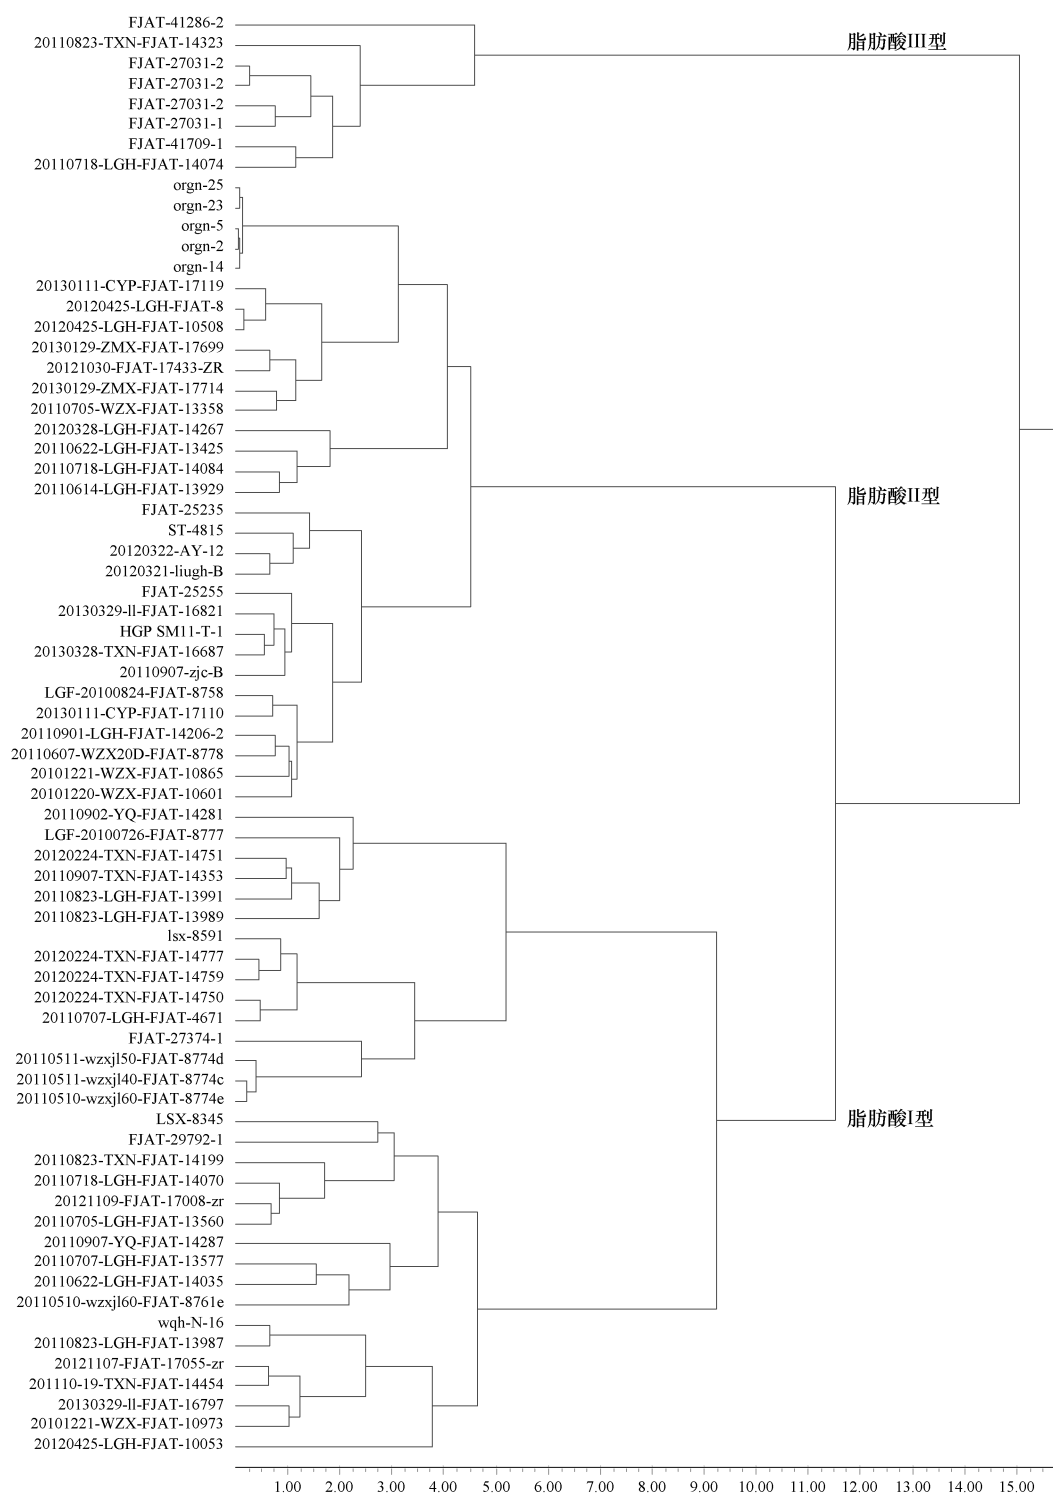 FJAT-41286-2
20110823-TXN-FJAT-14323
脂肪酸III型
FJAT-27031-2
FJAT-27031-2
FJAT-27031-2
FJAT-27031-1
FJAT-41709-1
20110718-LGH-FJAT-14074
orgn-25
orgn-23
orgn-5
orgn-2
orgn-14
20130111-CYP-FJAT-17119
20120425-LGH-FJAT-8
20120425-LGH-FJAT-10508
20130129-ZMX-FJAT-17699
20121030-FJAT-17433-ZR
20130129-ZMX-FJAT-17714
20110705-WZX-FJAT-13358
20120328-LGH-FJAT-14267
20110622-LGH-FJAT-13425
20110718-LGH-FJAT-14084
20110614-LGH-FJAT-13929
脂肪酸II型
FJAT-25235
ST-4815
20120322-AY-12
20120321-liugh-B
FJAT-25255
20130329-ll-FJAT-16821
HGP SM11-T-1
20130328-TXN-FJAT-16687
20110907-zjc-B
LGF-20100824-FJAT-8758
20130111-CYP-FJAT-17110
20110901-LGH-FJAT-14206-2
20110607-WZX20D-FJAT-8778
20101221-WZX-FJAT-10865
20101220-WZX-FJAT-10601
20110902-YQ-FJAT-14281
LGF-20100726-FJAT-8777
20120224-TXN-FJAT-14751
20110907-TXN-FJAT-14353
20110823-LGH-FJAT-13991
20110823-LGH-FJAT-13989
lsx-8591
20120224-TXN-FJAT-14777
20120224-TXN-FJAT-14759
20120224-TXN-FJAT-14750
20110707-LGH-FJAT-4671
FJAT-27374-1
20110511-wzxjl50-FJAT-8774d
20110511-wzxjl40-FJAT-8774c
20110510-wzxjl60-FJAT-8774e
LSX-8345
脂肪酸I型
FJAT-29792-1
20110823-TXN-FJAT-14199
20110718-LGH-FJAT-14070
20121109-FJAT-17008-zr
20110705-LGH-FJAT-13560
20110907-YQ-FJAT-14287
20110707-LGH-FJAT-13577
20110622-LGH-FJAT-14035
20110510-wzxjl60-FJAT-8761e
wqh-N-16
20110823-LGH-FJAT-13987
20121107-FJAT-17055-zr
201110-19-TXN-FJAT-14454
20130329-ll-FJAT-16797
20101221-WZX-FJAT-10973
20120425-LGH-FJAT-10053
1.00 2.00 3.00 4.00 5.00 6.00 7.00 8.00 9.00 10.00 11.00 12.00 13.00 14.00 15.00